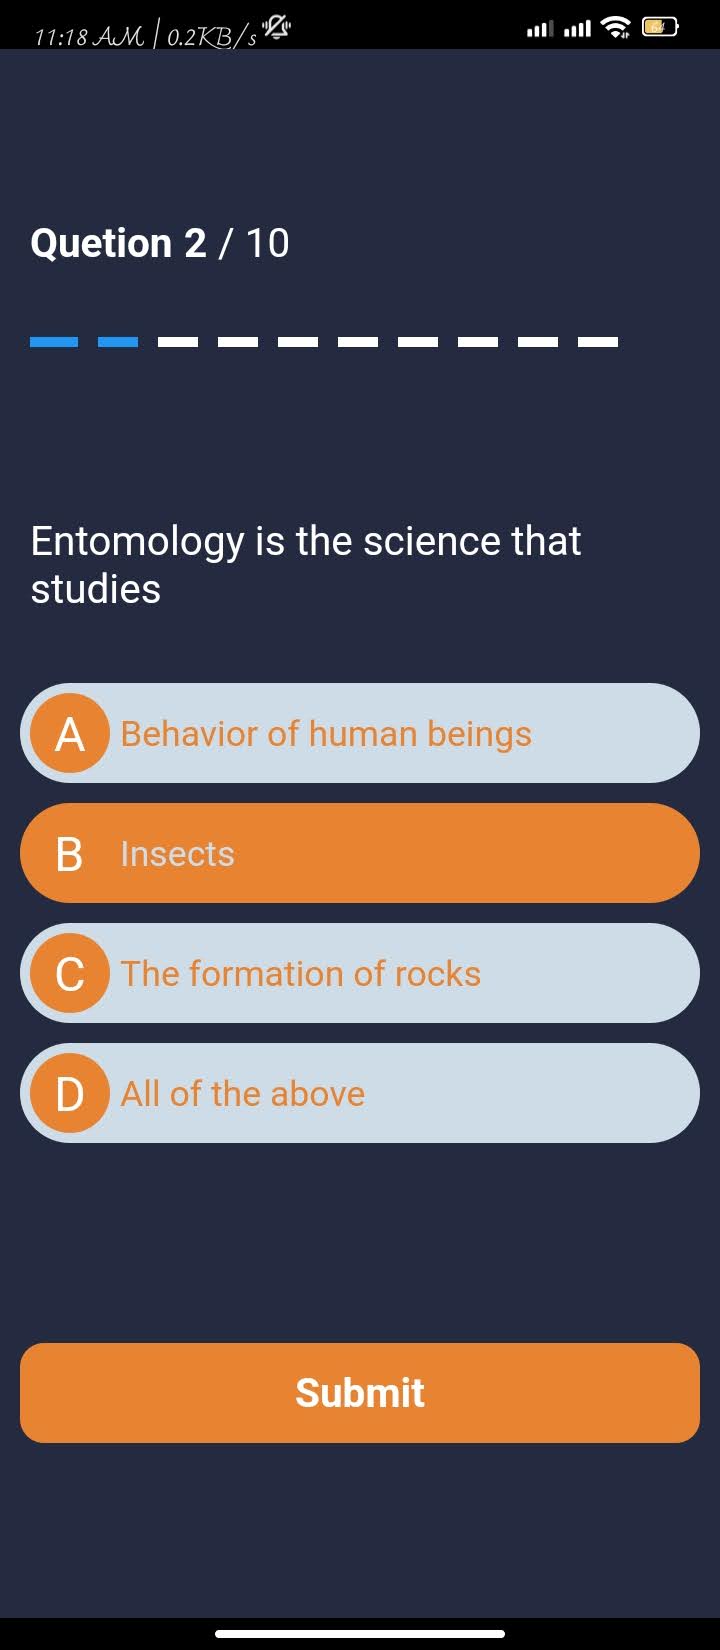 11:18 AM | 0.2KB/s
64
Quetion 2 / 10
Entomology is the science that
studies
A Behavior of human beings
B Insects
C The formation of rocks
D All of the above
Submit